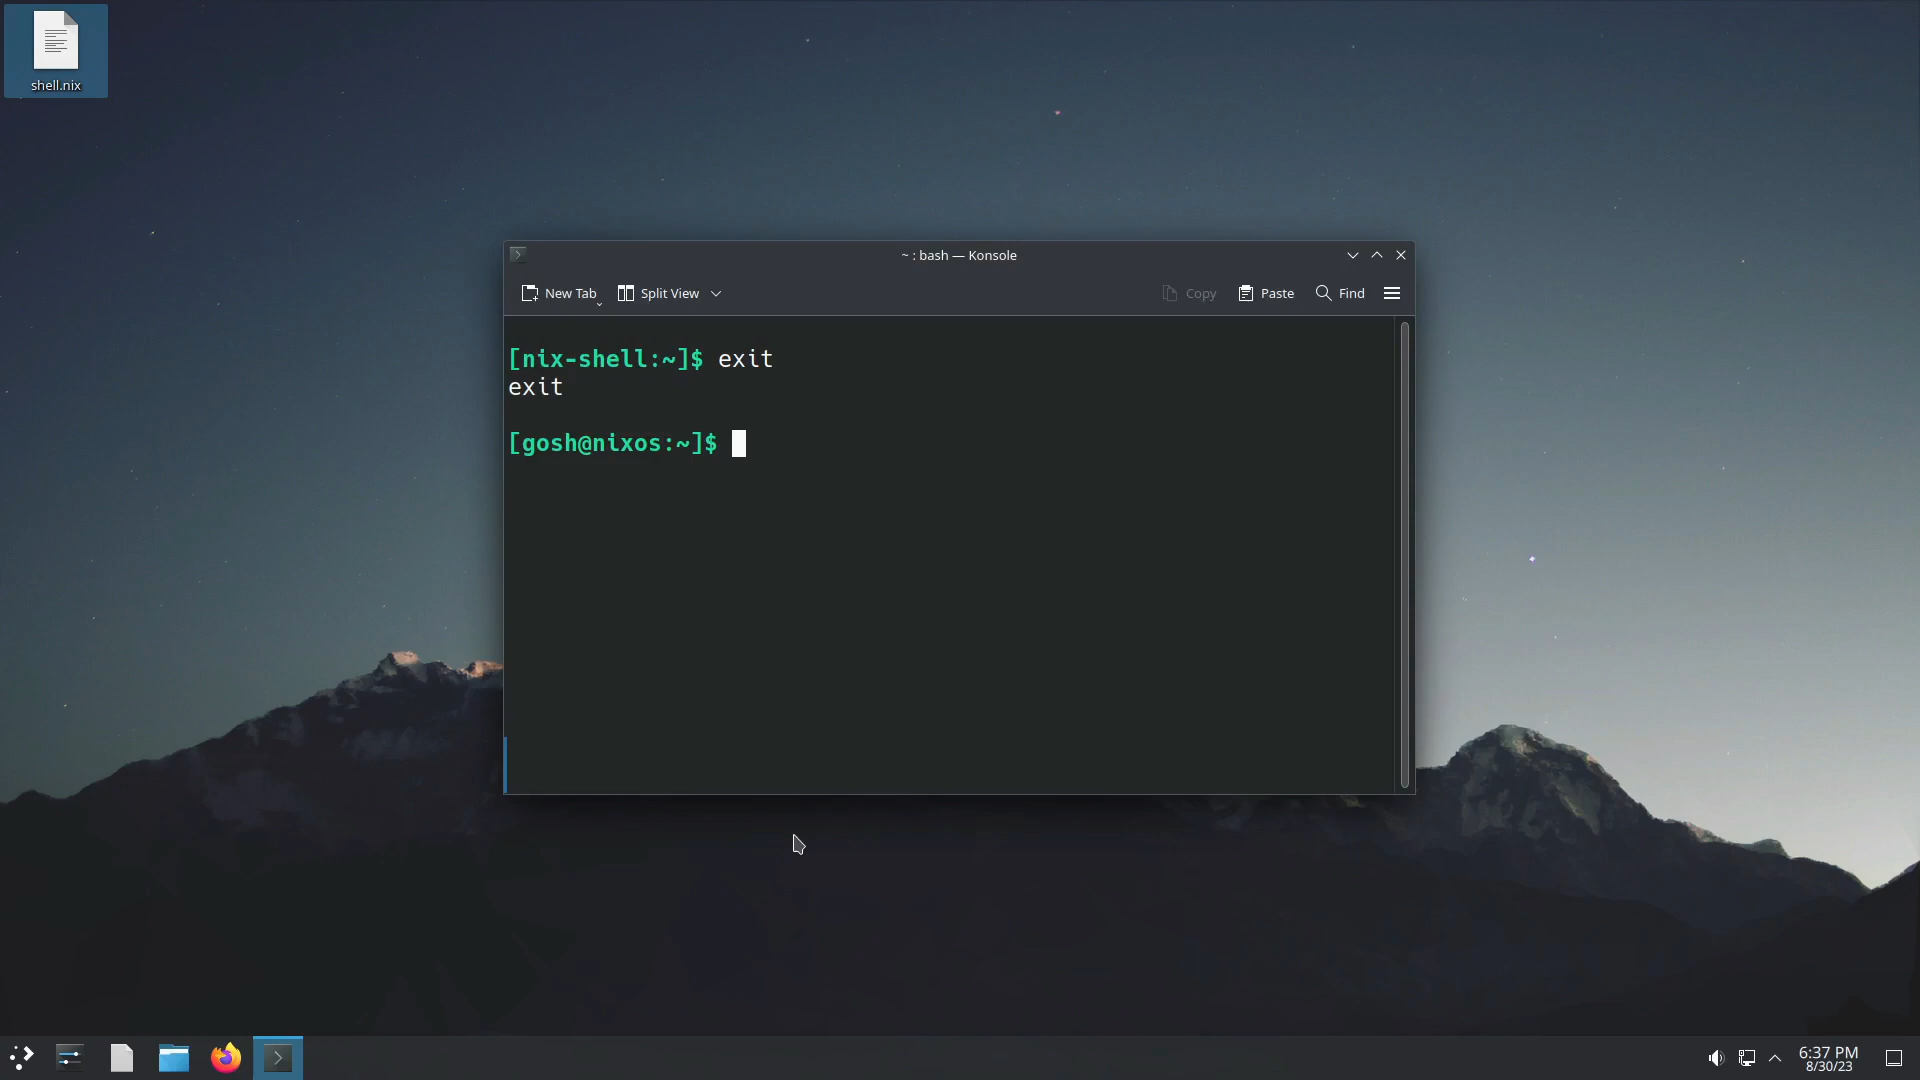 shell.nix
~ : bash — Konsole
New Tab
Split View
Copy
Paste
Find
[nix-shell:~]$ exit
exit
[gosh@nixos:~]$
6:37 PM
8/30/23